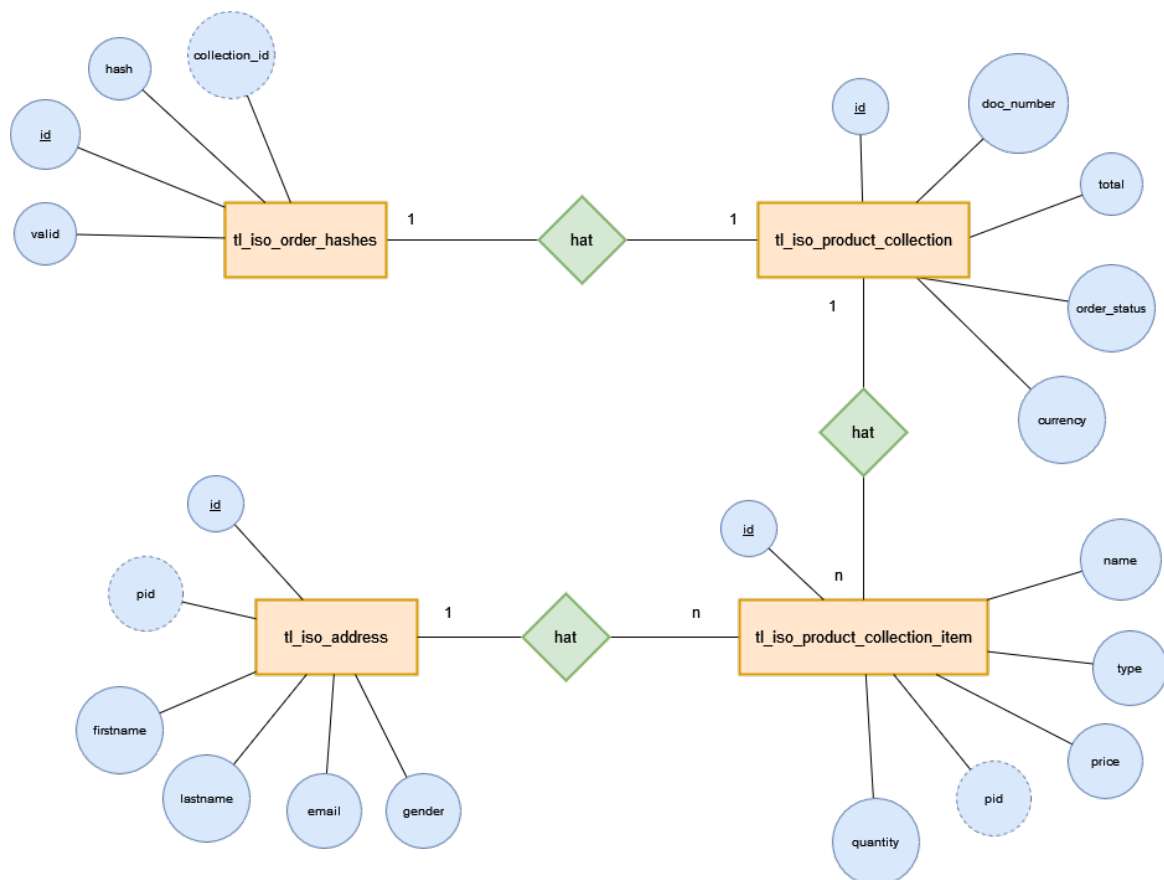 collection_id
hash
id
valid
tl_iso_order_hashes
1
hat
1
id
doc_number
total
tl_iso_product_collection
order_status
currency
1
hat
n
id
pid
tl_iso_address
firstname
lastname
email
gender
1
hat
n
id
name
tl_iso_product_collection_item
type
price
pid
quantity